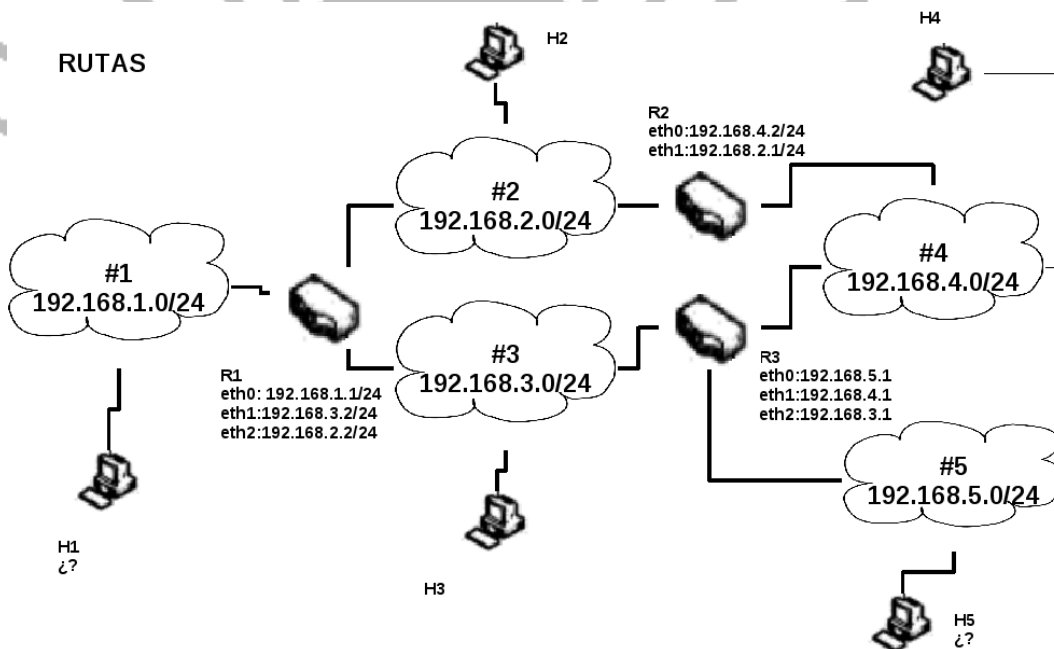 RUTAS
H2
H4
R2
eth0:192.168.4.2/24
eth1:192.168.2.1/24
#2
192.168.2.0/24
#1
192.168.1.0/24
#4
192.168.4.0/24
#3
192.168.3.0/24
R1
eth0: 192.168.1.1/24
eth1:192.168.3.2/24
eth2:192.168.2.2/24
R3
eth0:192.168.5.1
eth1:192.168.4.1
eth2:192.168.3.1
#5
192.168.5.0/24
H1
¿?
H3
H5
¿?